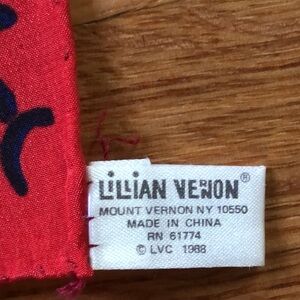 LILLIAN VERNON®
MOUNT VERNON NY 10550
MADE IN CHINA
RN 61774
© LVC 1988